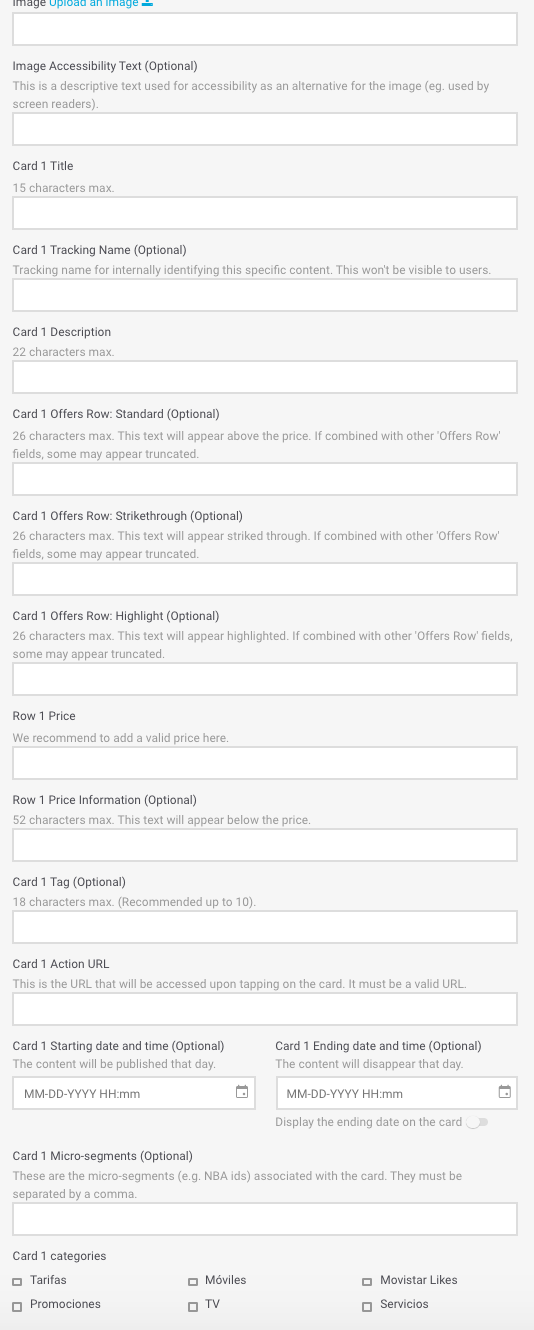 Image Upload an image
Image Accessibility Text (Optional)
This is a descriptive text used for accessibility as an alternative for the image (eg. used by
screen readers).
Card 1 Title
15 characters max.
Card 1 Tracking Name (Optional)
Tracking name for internally identifying this specific content. This won't be visible to users.
Card 1 Description
22 characters max.
Card 1 Offers Row: Standard (Optional)
26 characters max. This text will appear above the price. If combined with other 'Offers Row'
fields, some may appear truncated.
Card 1 Offers Row: Strikethrough (Optional)
26 characters max. This text will appear striked through. If combined with other 'Offers Row'
fields, some may appear truncated.
Card 1 Offers Row: Highlight (Optional)
26 characters max. This text will appear highlighted. If combined with other 'Offers Row' fields,
some may appear truncated.
Row 1 Price
We recommend to add a valid price here.
Row 1 Price Information (Optional)
52 characters max. This text will appear below the price.
Card 1 Tag (Optional)
18 characters max. (Recommended up to 10).
Card 1 Action URL
This is the URL that will be accessed upon tapping on the card. It must be a valid URL.
Card 1 Starting date and time (Optional) Card 1 Ending date and time (Optional)
The content will be published that day. The content will disappear that day.
MM-DD-YYYY HH:mm MM-DD-YYYY HH:mm
Display the ending date on the card
Card 1 Micro-segments (Optional)
These are the micro-segments (e.g. NBA ids) associated with the card. They must be
separated by a comma.
Card 1 categories
Tarifas Móviles Movistar Likes
Promociones TV Servicios